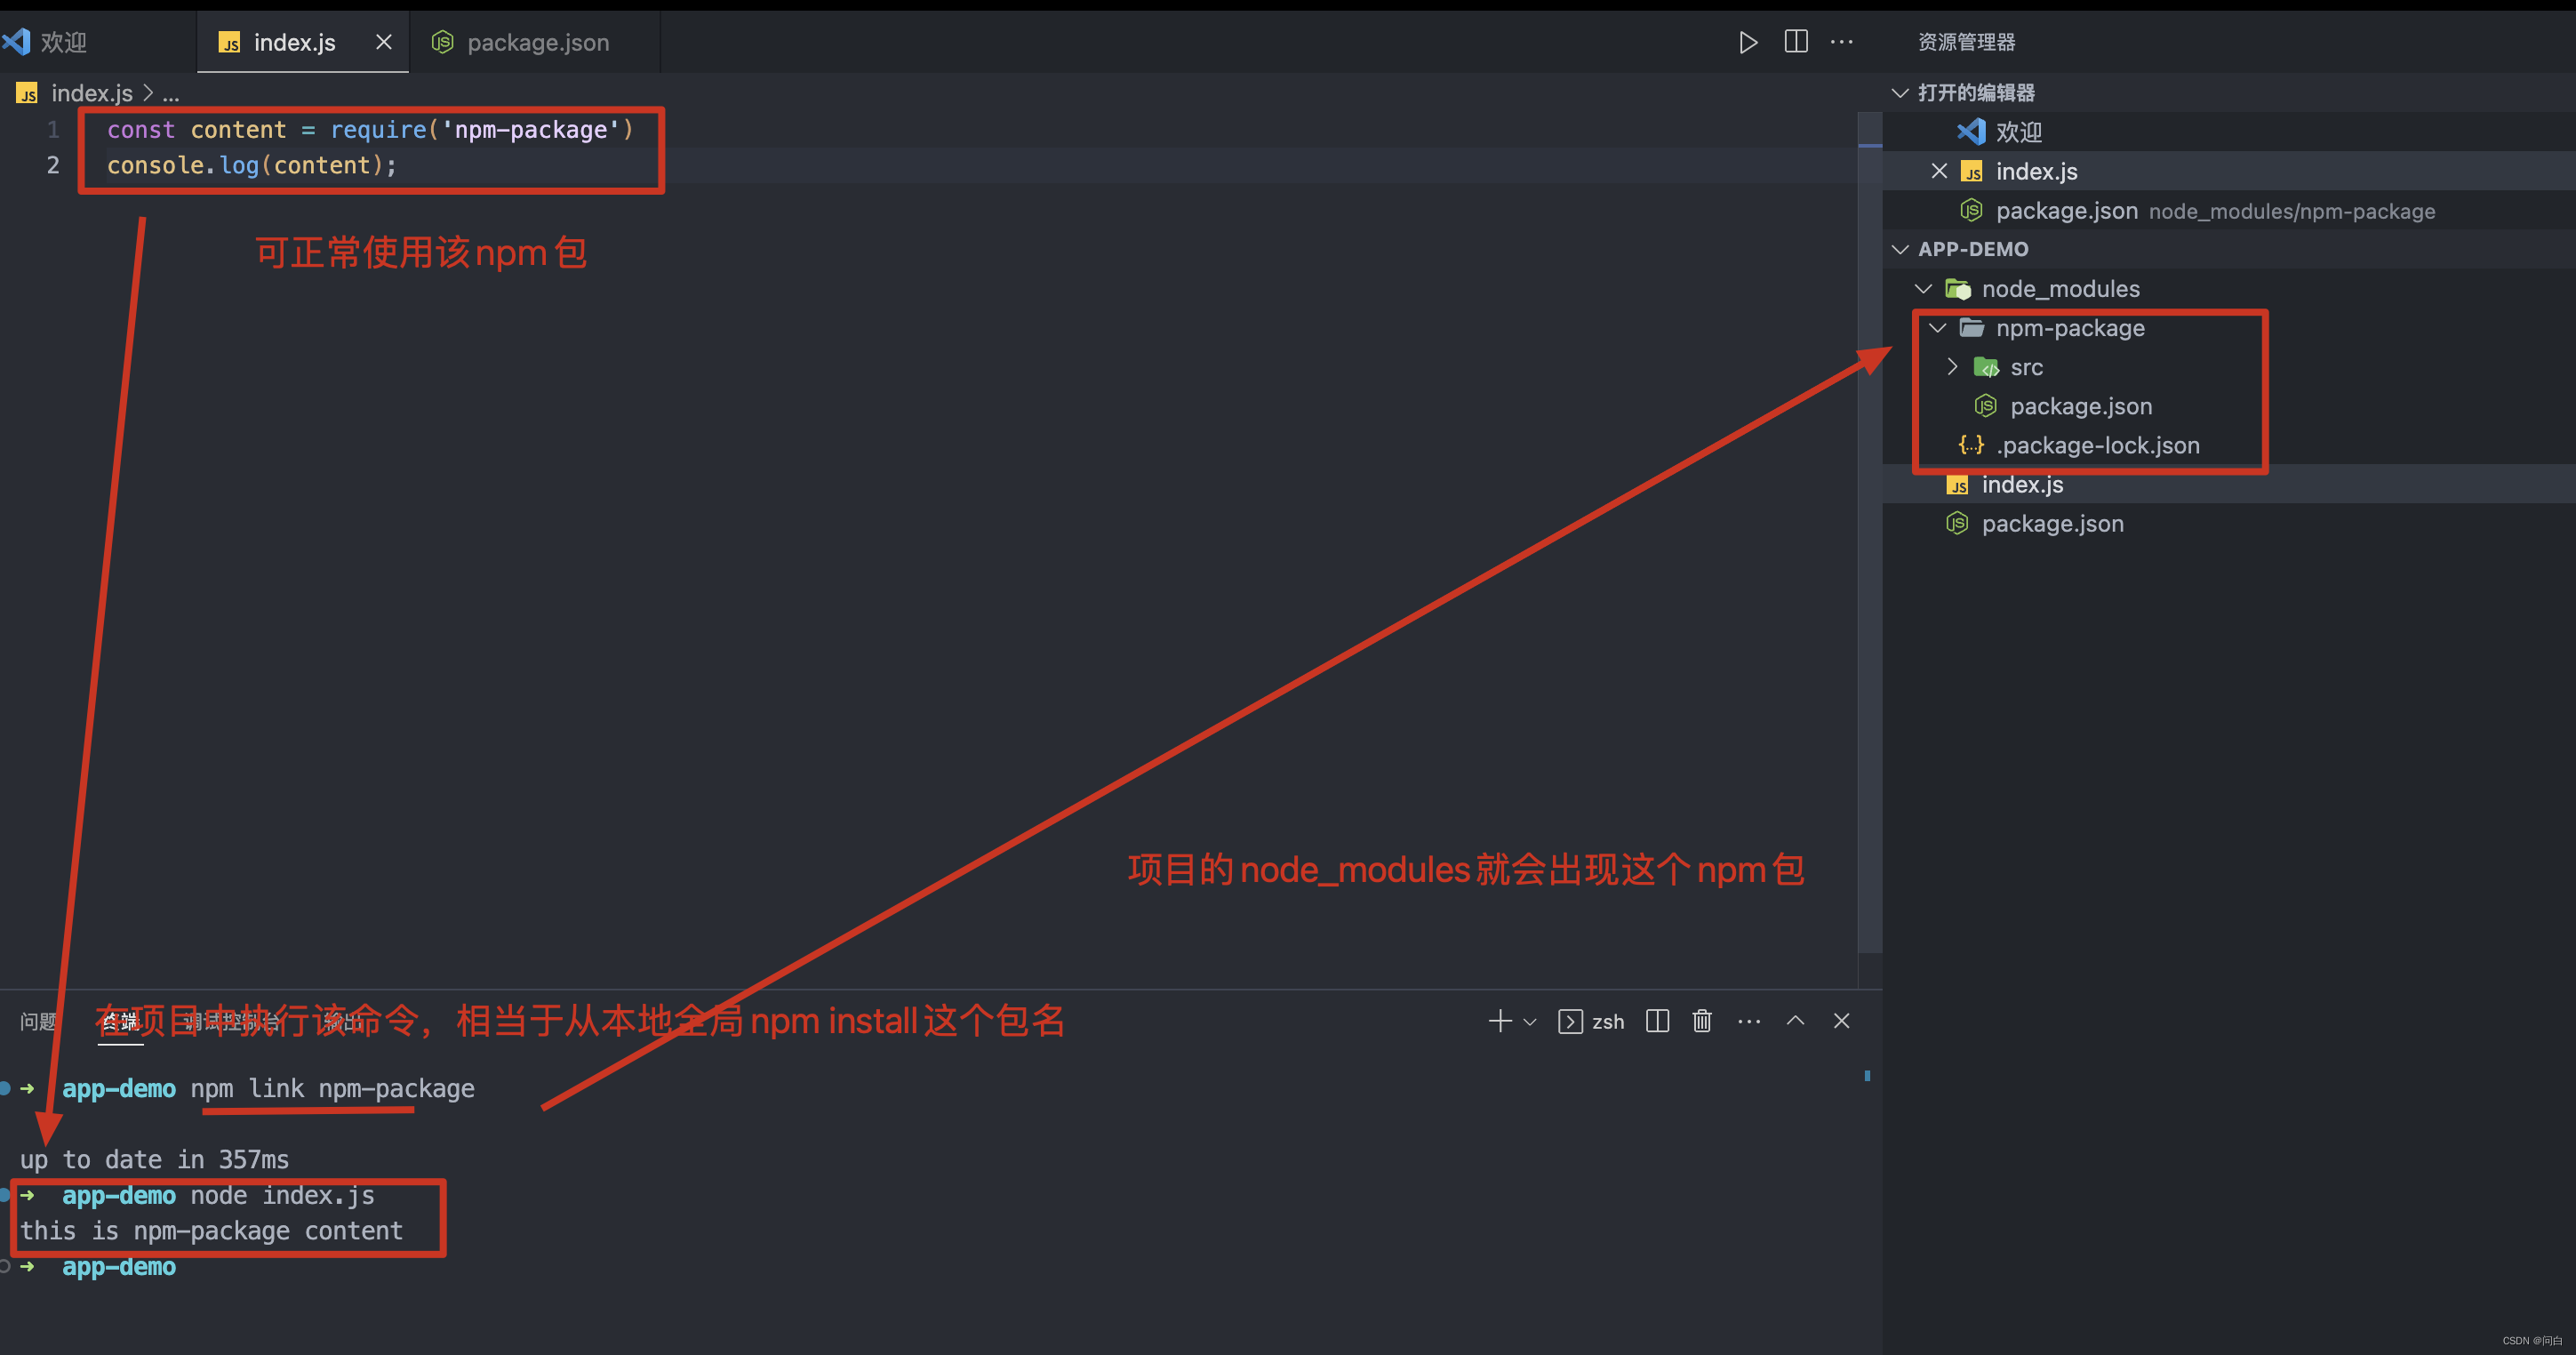 欢迎
index.js
package.json
资源管理器
index.js > ...
打开的编辑器
1 const content = require('npm-package')
2 console.log(content);
欢迎
index.js
package.json node_modules/npm-package
可正常使用该npm包
APP-DEMO
node_modules
npm-package
src
package.json
.package-lock.json
index.js
package.json
项目的node_modules就会出现这个npm包
问题 终端 调试控制台 输出
在项目中执行该命令，相当于从本地全局npm install这个包名
zsh
→ app-demo npm link npm-package
up to date in 357ms
→ app-demo node index.js
this is npm-package content
→ app-demo
CSDN @问白